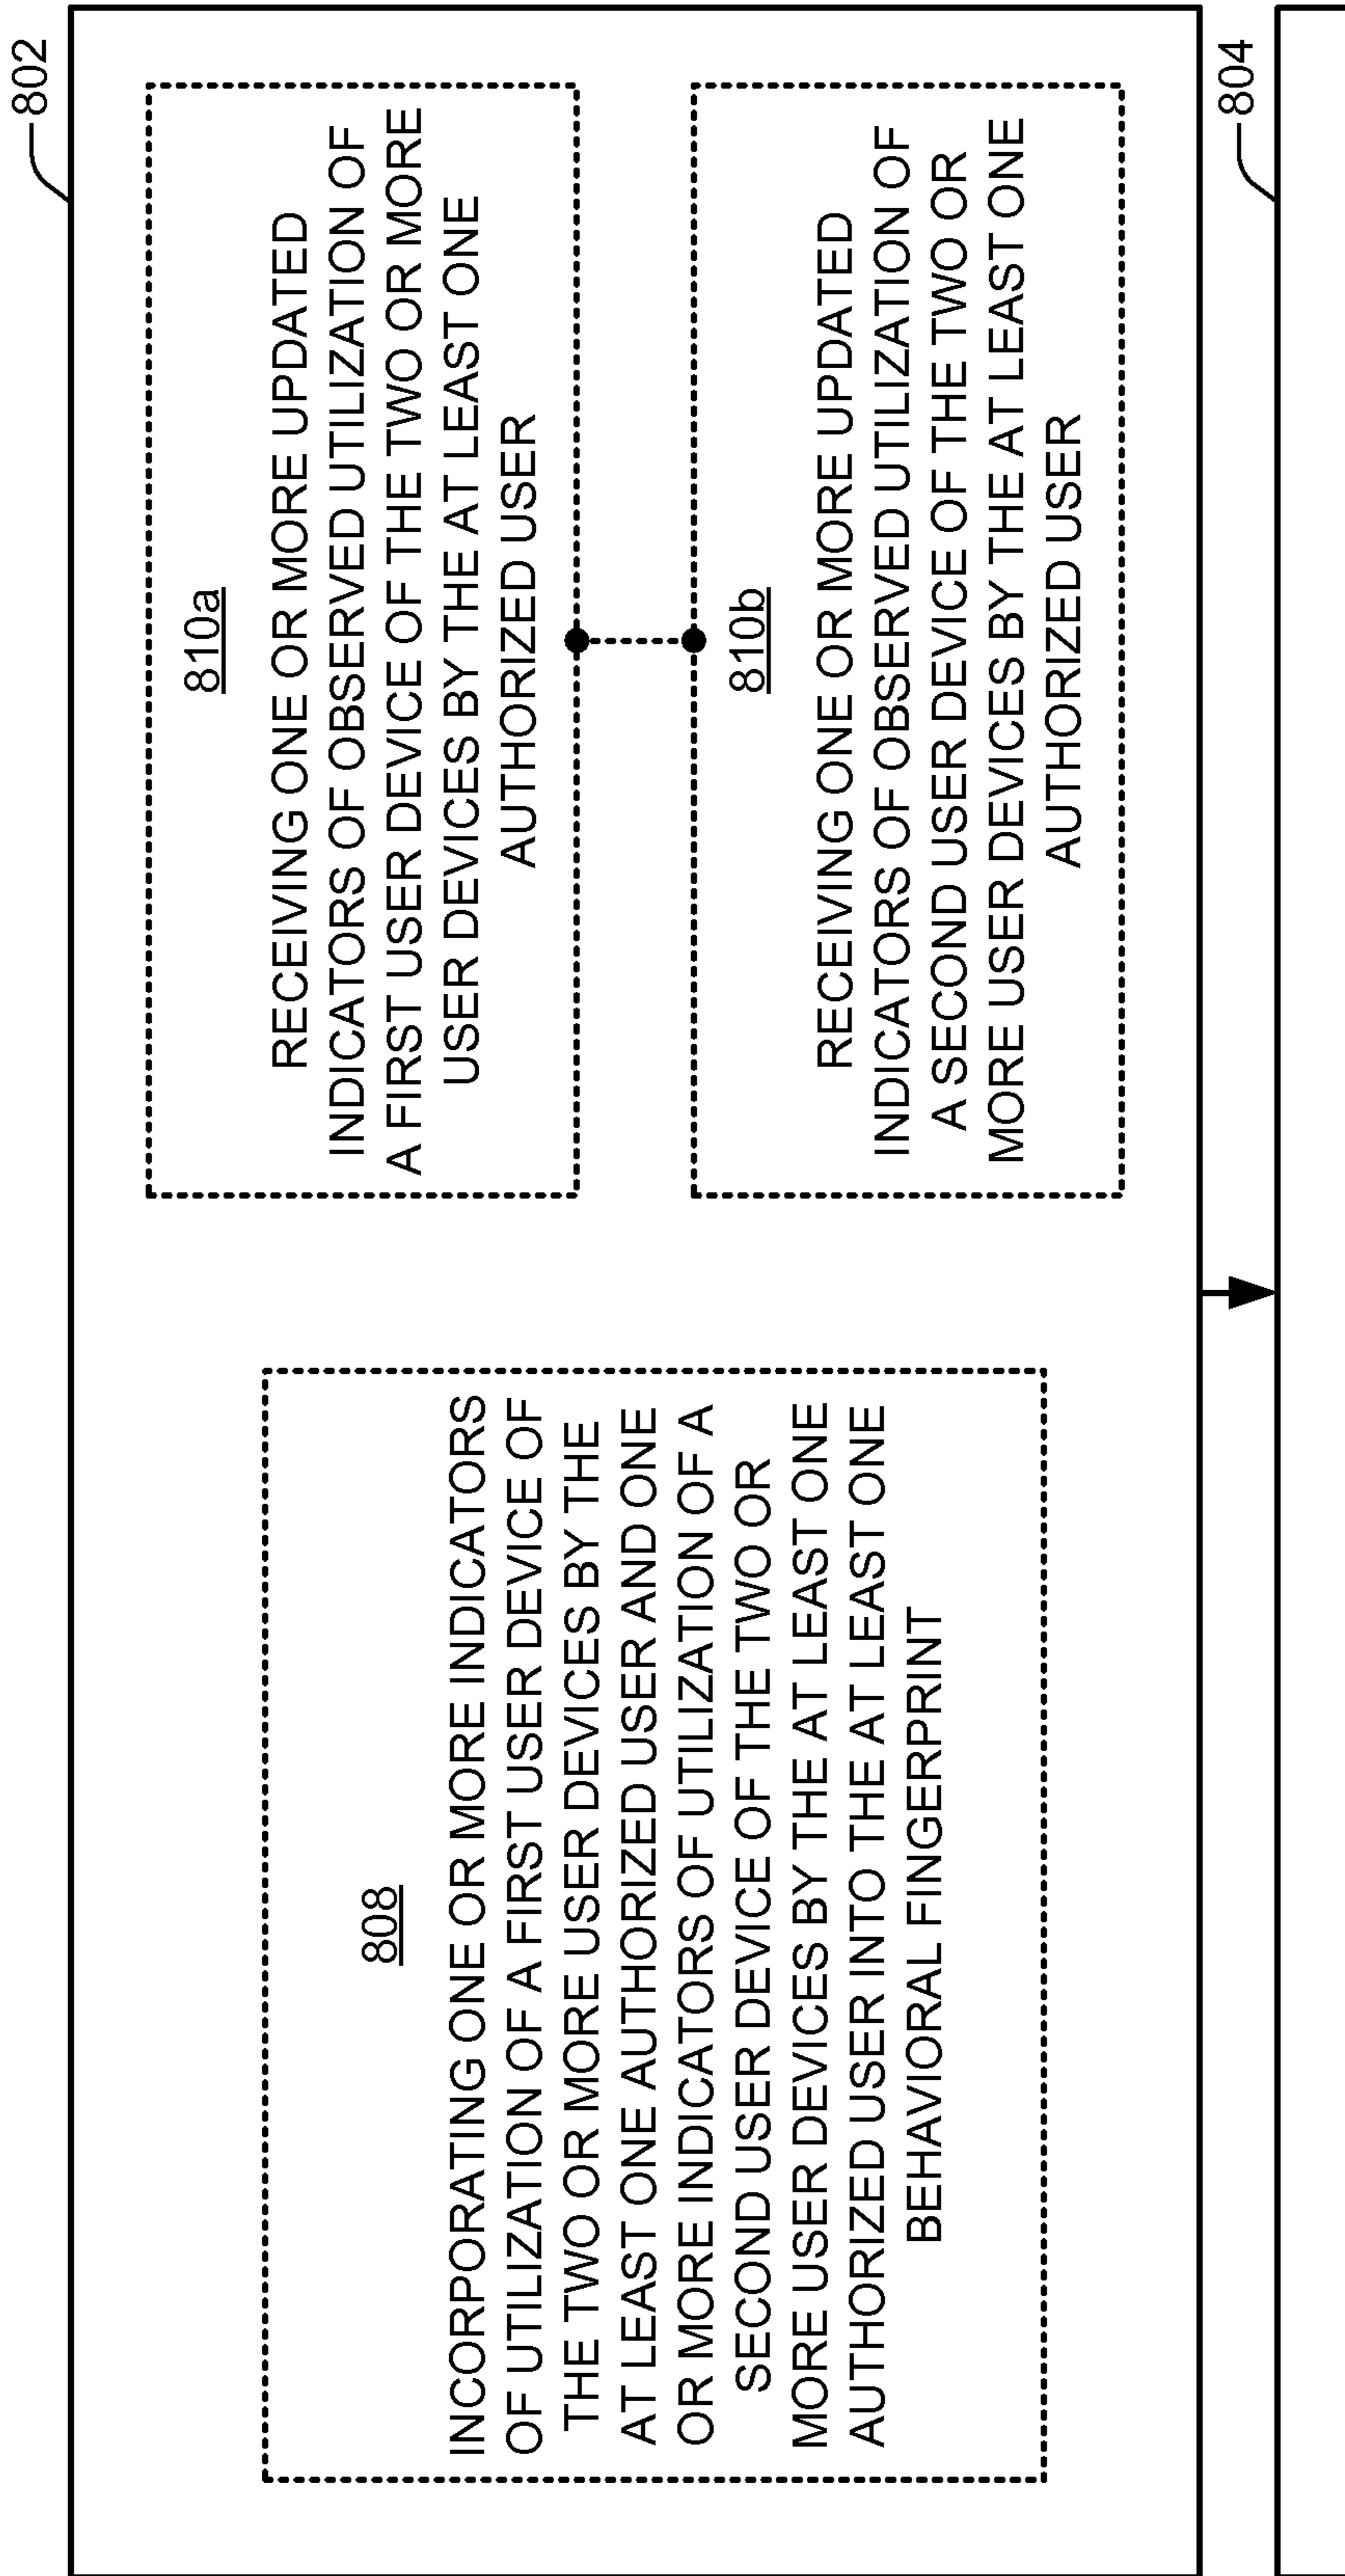 802
808
INCORPORATING ONE OR MORE INDICATORS
OF UTILIZATION OF A FIRST USER DEVICE OF
THE TWO OR MORE USER DEVICES BY THE
AT LEAST ONE AUTHORIZED USER AND ONE
OR MORE INDICATORS OF UTILIZATION OF A
SECOND USER DEVICE OF THE TWO OR
MORE USER DEVICES BY THE AT LEAST ONE
AUTHORIZED USER INTO THE AT LEAST ONE
BEHAVIORAL FINGERPRINT
810a
RECEIVING ONE OR MORE UPDATED
INDICATORS OF OBSERVED UTILIZATION OF
A FIRST USER DEVICE OF THE TWO OR MORE
USER DEVICES BY THE AT LEAST ONE
AUTHORIZED USER
810b
RECEIVING ONE OR MORE UPDATED
INDICATORS OF OBSERVED UTILIZATION OF
A SECOND USER DEVICE OF THE TWO OR
MORE USER DEVICES BY THE AT LEAST ONE
AUTHORIZED USER
804